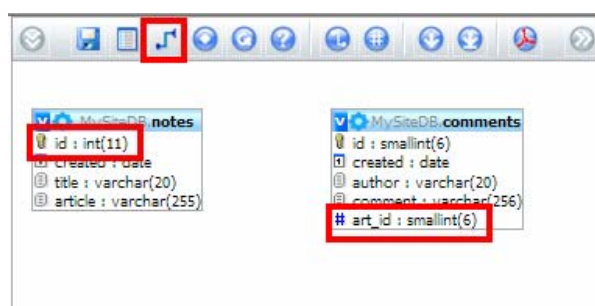 MySiteDB.notes
id : int(11)
created : date
title : varchar(20)
article : varchar(255)
MySiteDB.comments
id : smallint(6)
created : date
author : varchar(20)
comment : varchar(256)
# art_id : smallint(6)